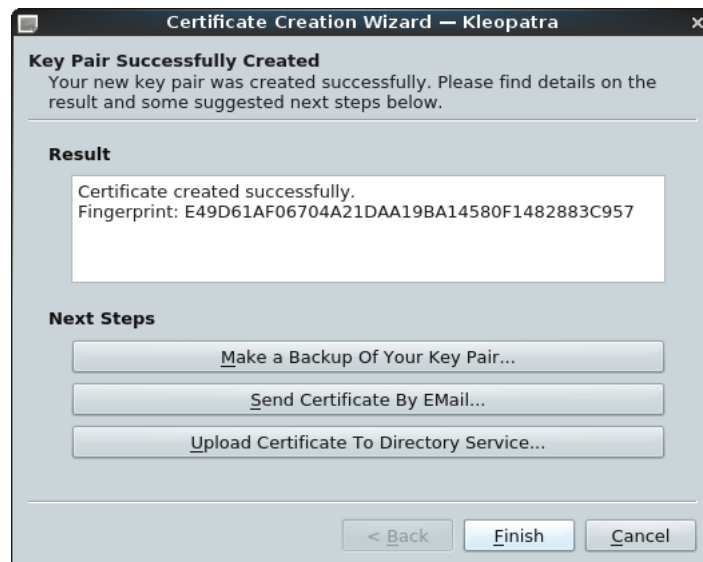 Certificate Creation Wizard — Kleopatra
Key Pair Successfully Created
Your new key pair was created successfully. Please find details on the
result and some suggested next steps below.
Result
Certificate created successfully.
Fingerprint: E49D61AF06704A21DAA19BA14580F1482883C957
Next Steps
Make a Backup Of Your Key Pair...
Send Certificate By EMail...
Upload Certificate To Directory Service...
< Back
Finish
Cancel